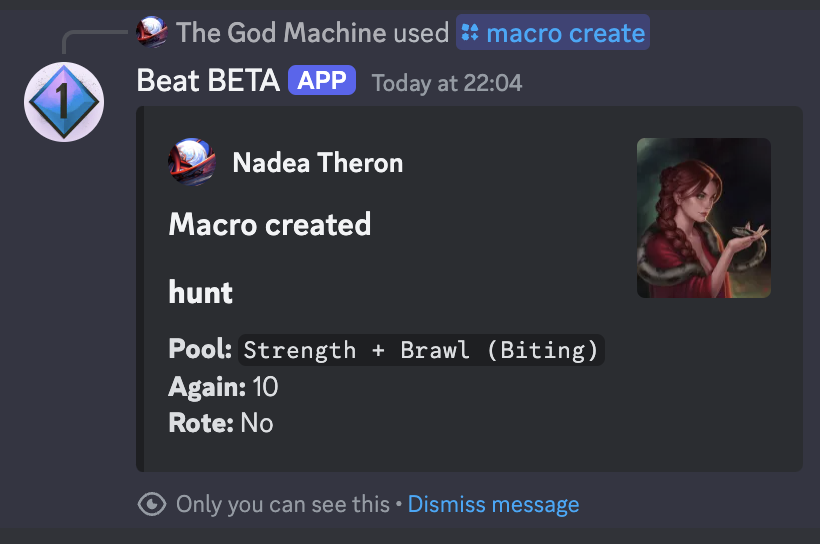 The God Machine used macro create
1
Beat BETA APP Today at 22:04
Nadea Theron
Macro created
hunt
Pool: Strength + Brawl (Biting)
Again: 10
Rote: No
Only you can see this • Dismiss message